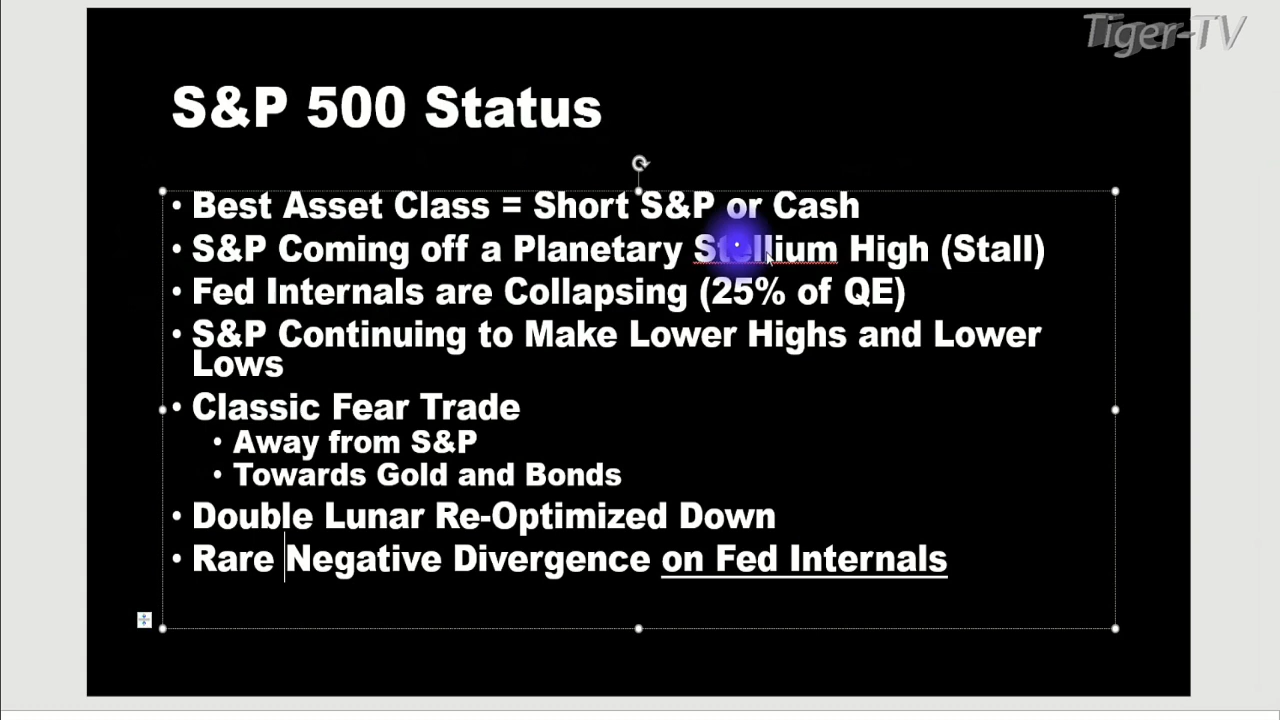 Tiger-TV
S&P 500 Status
• Best Asset Class = Short S&P or Cash
• S&P Coming off a Planetary Stellium High (Stall)
• Fed Internals are Collapsing (25% of QE)
• S&P Continuing to Make Lower Highs and Lower
Lows
• Classic Fear Trade
• Away from S&P
• Towards Gold and Bonds
• Double Lunar Re-Optimized Down
• Rare Negative Divergence on Fed Internals